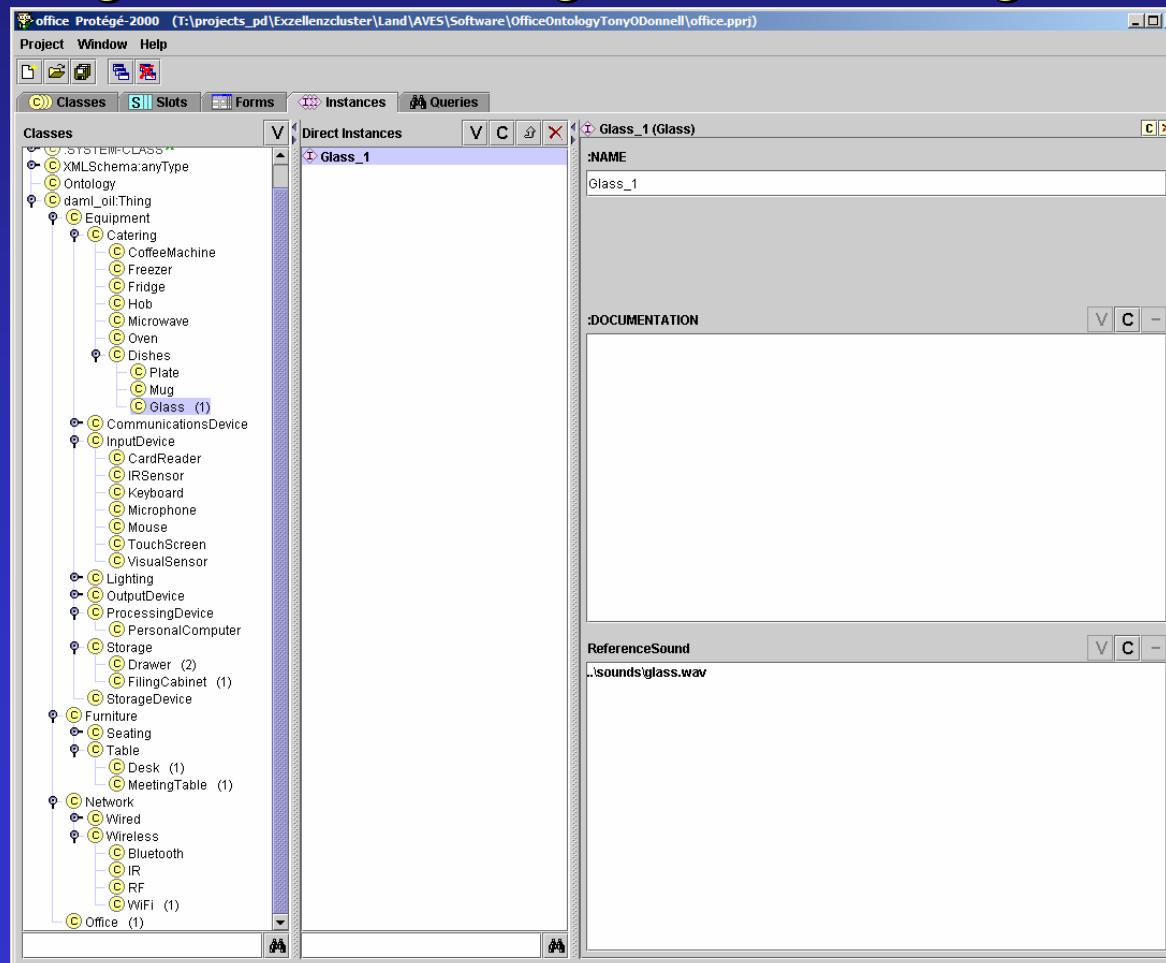 office Protégé-2000 (T:\projects_pd\Exzellenzcluster\Land\AVES\Software\OfficeOntologyTonyODonnell\office.pprj)
Project Window Help
C Classes S Slots Forms Instances Queries
Classes V
:SYSTEM-CLASS
XMLSchema:anyType
Ontology
daml_oil:Thing
Equipment
Catering
CoffeeMachine
Freezer
Fridge
Hob
Microwave
Oven
Dishes
Plate
Mug
Glass (1)
CommunicationsDevice
InputDevice
CardReader
IRSensor
Keyboard
Microphone
Mouse
TouchScreen
VisualSensor
Lighting
OutputDevice
ProcessingDevice
PersonalComputer
Storage
Drawer (2)
FilingCabinet (1)
StorageDevice
Furniture
Seating
Table
Desk (1)
MeetingTable (1)
Network
Wired
Wireless
Bluetooth
IR
RF
WiFi (1)
Office (1)
Direct Instances V C
Glass_1
Glass_1 (Glass) C
:NAME
Glass_1
:DOCUMENTATION V C −
ReferenceSound V C −
..\sounds\glass.wav